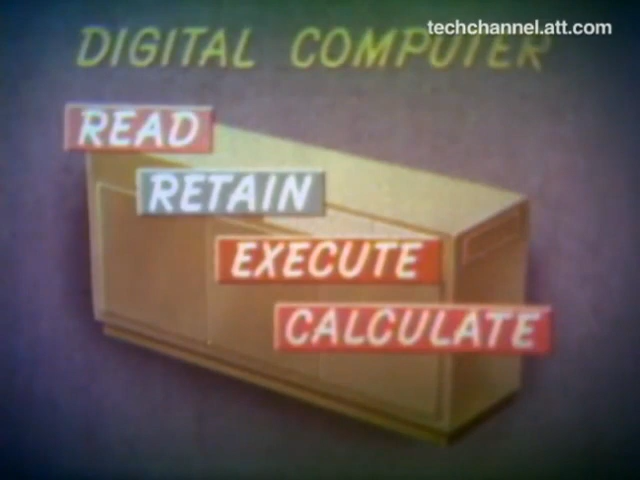 techchannel.att.com
DIGITAL COMPUTER
READ
RETAIN
EXECUTE
CALCULATE